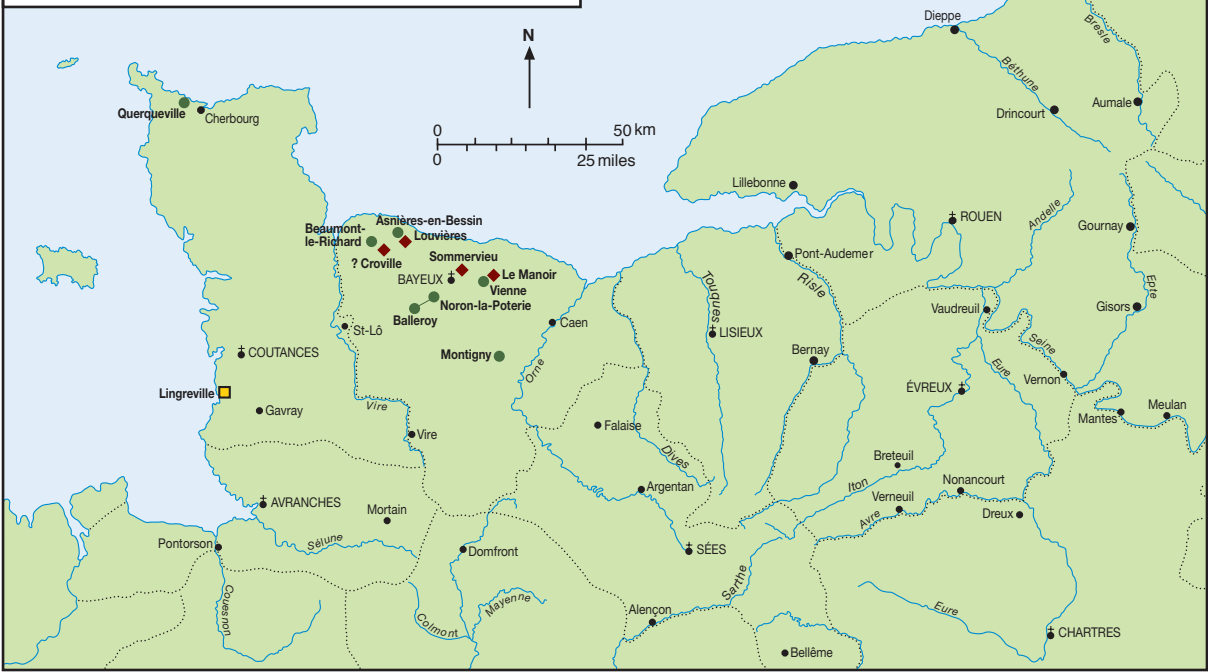 Dieppe
Bresle
N
Béthune
Aumale
Querqueville
Cherbourg
Drincourt
0 50 km
0 25 miles
Lillebonne
Asnières-en-Bessin
ROUEN
Andelle
Beaumont-
le-Richard
Louvières
Gournay
? Croville
Sommervieu
Pont-Audemer
BAYEUX
Le Manoir
Vienne
Touques
Risle
Epte
Noron-la-Poterie
Balleroy
Vaudreuil
Gisors
St-Lô
Caen
LISIEUX
COUTANCES
Montigny
Bernay
Seine
Orne
Eure
Vernon
Lingreville
ÉVREUX
Gavray
Vire
Mantes
Meulan
Vire
Falaise
Dives
Breteuil
Argentan
Iton
Nonancourt
AVRANCHES
Mortain
Verneuil
Avre
Dreux
Pontorson
Sélune
Domfront
SÉES
Couesnon
Mayenne
Sarthe
Colmont
Alençon
Eure
CHARTRES
Bellême